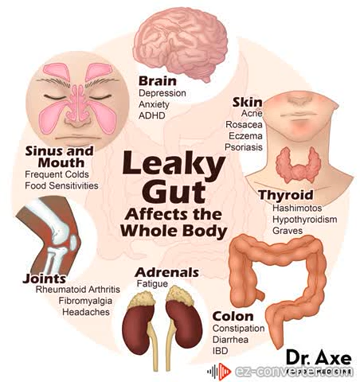 Brain
Depression
Anxiety
ADHD
Skin
Acne
Rosacea
Eczema
Psoriasis
Sinus and
Mouth
Frequent Colds
Food Sensitivities
Leaky
Gut
Affects the
Whole Body
Thyroid
Hashimotos
Hypothyroidism
Graves
Joints
Rheumatoid Arthritis
Fibromyalgia
Headaches
Adrenals
Fatigue
Colon
Constipation
Diarrhea
IBD
Dr. Axe
ez-converter.com